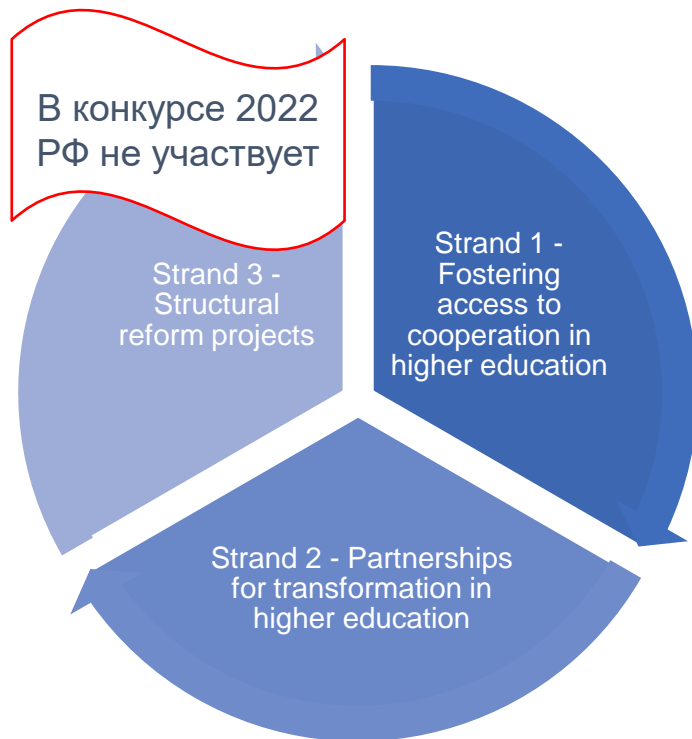 В конкурсе 2022
РФ не участвует
Strand 1 -
Fostering
access to
cooperation in
higher education
Strand 3 -
Structural
reform projects
Strand 2 - Partnerships
for transformation in
higher education